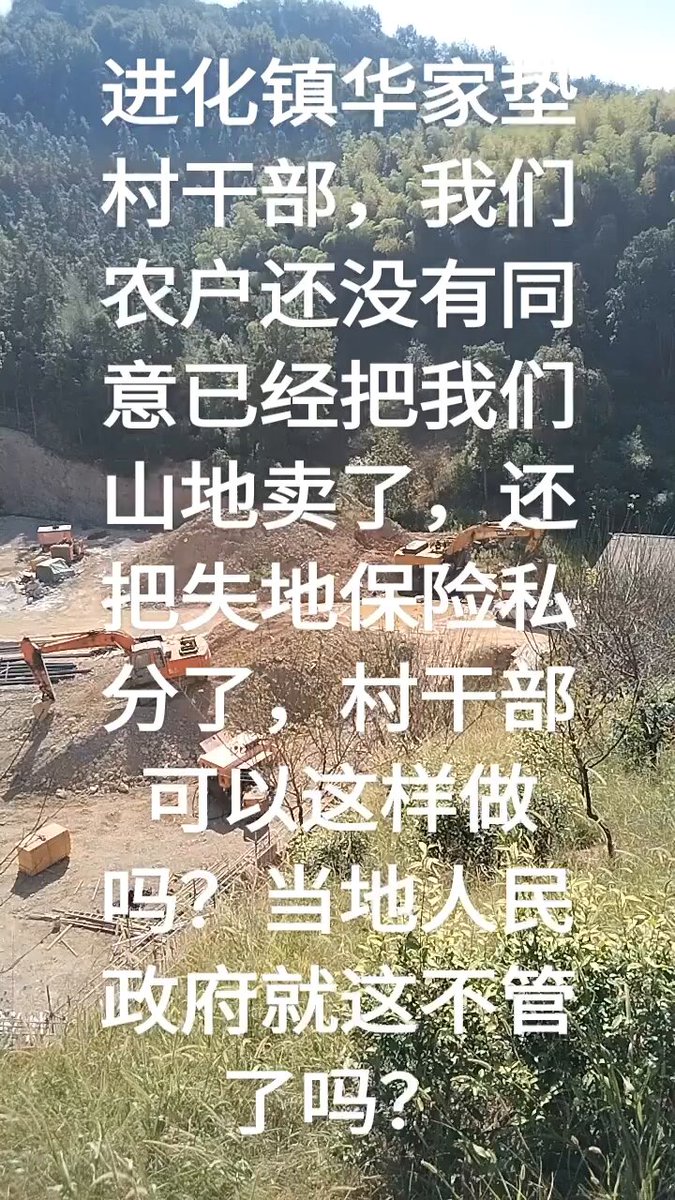 进化镇华家垫
村干部，我们
农户还没有同
意已经把我们
山地卖了，还
把失地保险私
分了，村干部
可以这样做
吗？当地人民
政府就这不管
了吗？